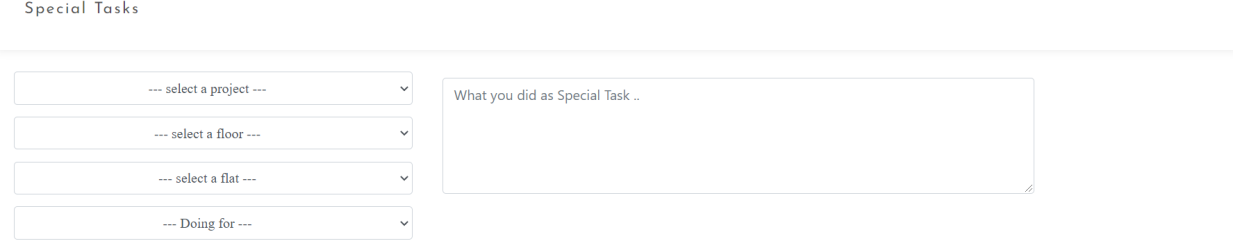 Special Tasks
--- select a project ---
--- select a floor ---
--- select a flat ---
--- Doing for ---
What you did as Special Task ..